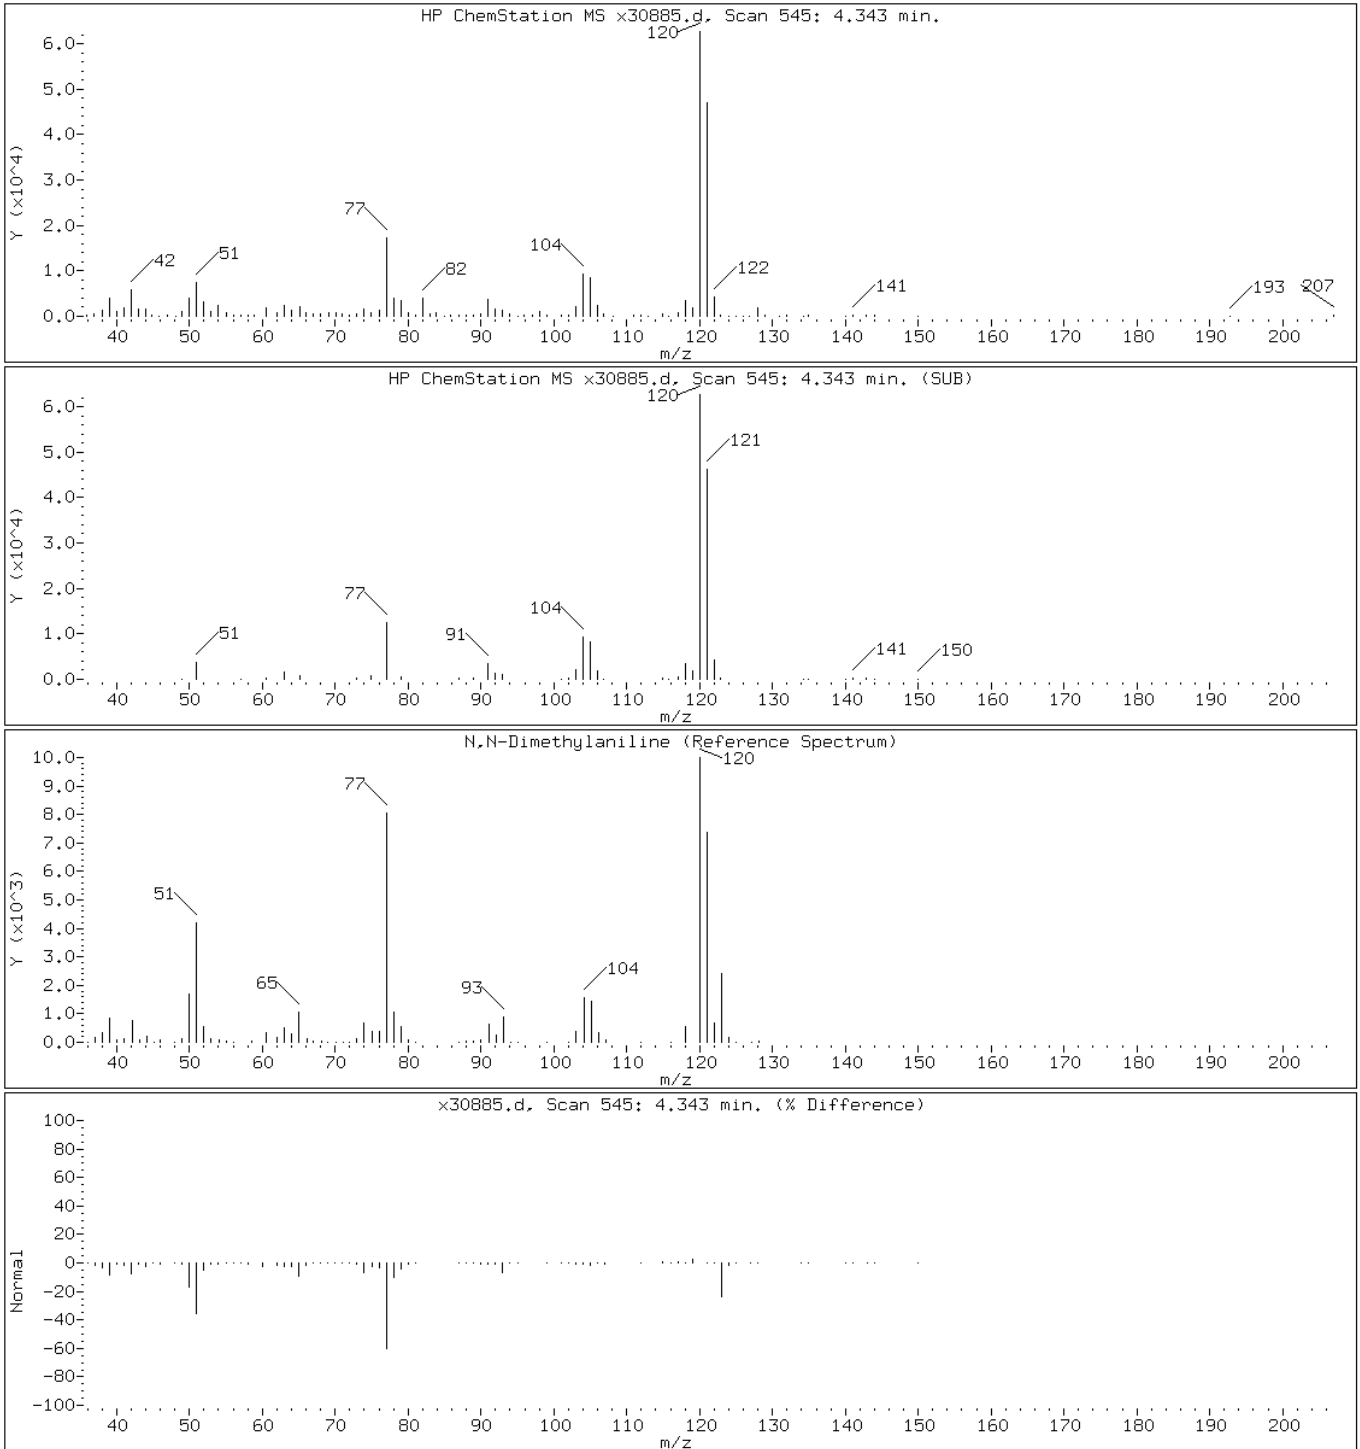 HP ChemStation MS x30885.d, Scan 545: 4.343 min.
Y (x10^4)
6.0-
5.0-
4.0-
3.0-
2.0-
1.0-
0.0-
42 51 77 82 104 120 122 141 193 207
40 50 60 70 80 90 100 110 120 130 140 150 160 170 180 190 200
m/z
HP ChemStation MS x30885.d, Scan 545: 4.343 min. (SUB)
Y (x10^4)
6.0-
5.0-
4.0-
3.0-
2.0-
1.0-
0.0-
51 77 91 104 120 121 141 150
40 50 60 70 80 90 100 110 120 130 140 150 160 170 180 190 200
m/z
N,N-Dimethylaniline (Reference Spectrum)
Y (x10^3)
10.0-
9.0-
8.0-
7.0-
6.0-
5.0-
4.0-
3.0-
2.0-
1.0-
0.0-
51 65 77 93 104 120
40 50 60 70 80 90 100 110 120 130 140 150 160 170 180 190 200
m/z
x30885.d, Scan 545: 4.343 min. (% Difference)
Normal
100-
80-
60-
40-
20-
0-
-20-
-40-
-60-
-80-
-100-
40 50 60 70 80 90 100 110 120 130 140 150 160 170 180 190 200
m/z